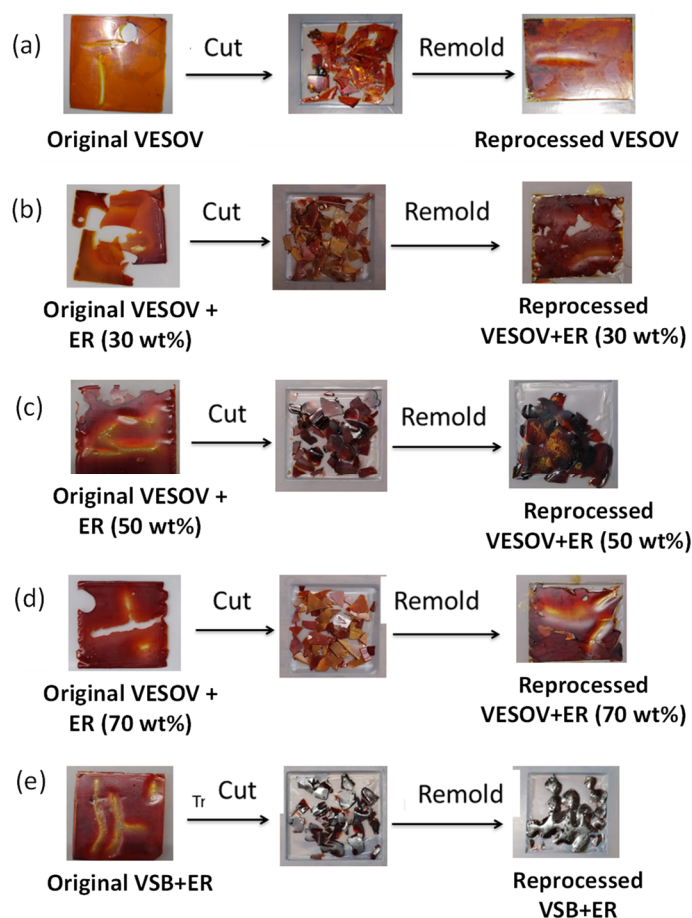 (a)
Cut
Remold
Original VESOV
Reprocessed VESOV
(b)
Cut
Remold
Original VESOV +
ER (30 wt%)
Reprocessed
VESOV+ER (30 wt%)
(c)
Cut
Remold
Original VESOV +
ER (50 wt%)
Reprocessed
VESOV+ER (50 wt%)
(d)
Cut
Remold
Original VESOV +
ER (70 wt%)
Reprocessed
VESOV+ER (70 wt%)
(e)
Tr
Cut
Remold
Original VSB+ER
Reprocessed
VSB+ER